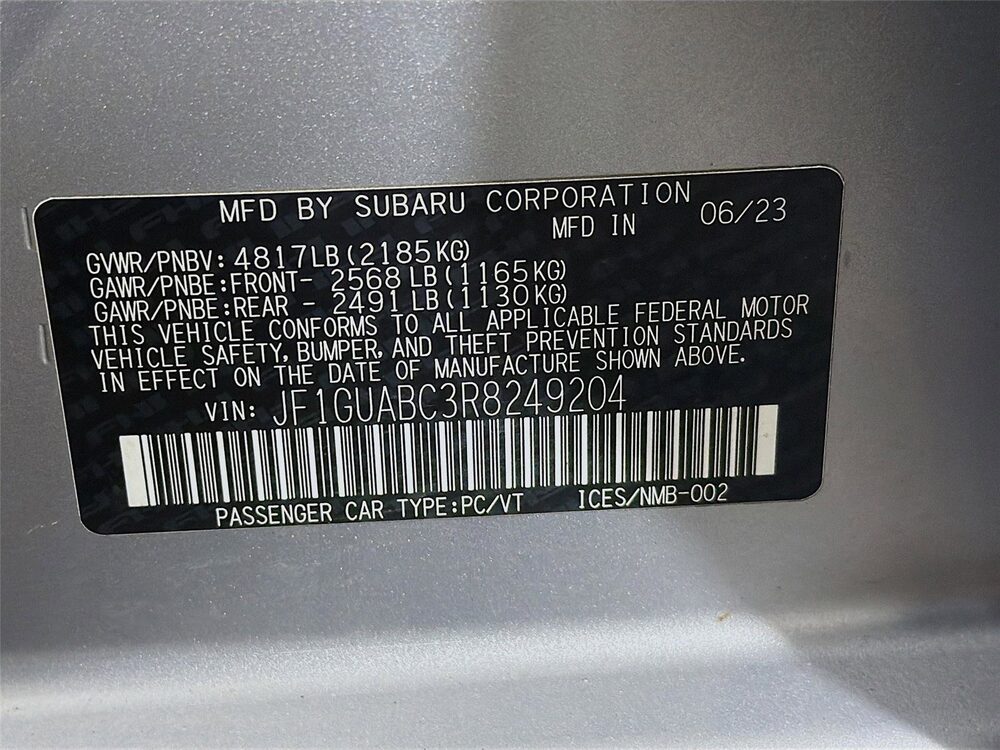 MFD BY SUBARU CORPORATION
MFD IN 06/23
GVWR/PNBV: 4817LB(2185KG)
GAWR/PNBE:FRONT- 2568LB(1165KG)
GAWR/PNBE:REAR - 2491LB(1130KG)
THIS VEHICLE CONFORMS TO ALL APPLICABLE FEDERAL MOTOR
VEHICLE SAFETY, BUMPER, AND THEFT PREVENTION STANDARDS
IN EFFECT ON THE DATE OF MANUFACTURE SHOWN ABOVE.
VIN: JF1GUABC3R8249204
PASSENGER CAR TYPE:PC/VT ICES/NMB-002